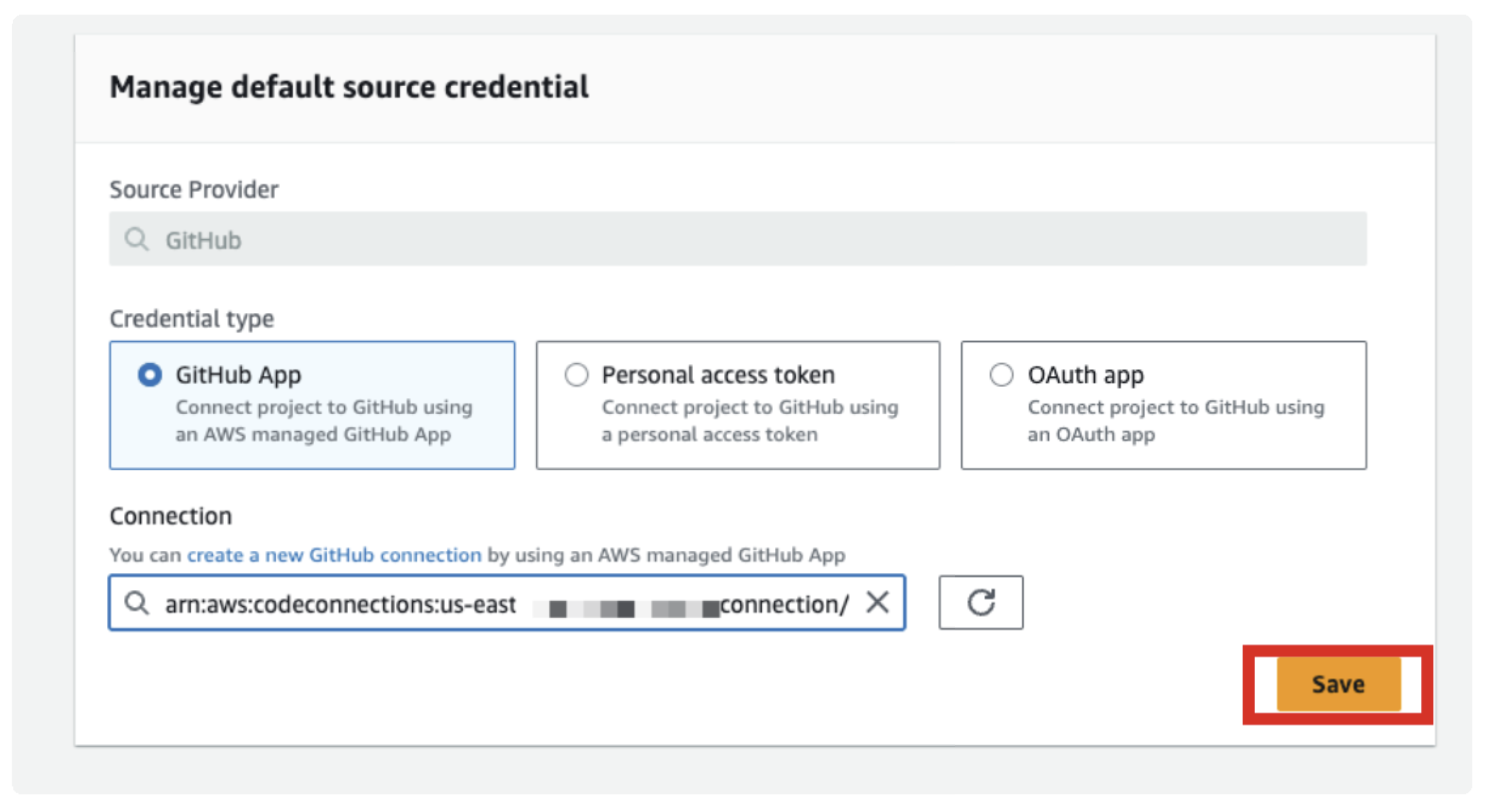 Manage default source credential
Source Provider
GitHub
Credential type
GitHub App
Connect project to GitHub using
an AWS managed GitHub App
Personal access token
Connect project to GitHub using
a personal access token
OAuth app
Connect project to GitHub using
an OAuth app
Connection
You can create a new GitHub connection by using an AWS managed GitHub App
arn:aws:codeconnections:us-east connection/
Save